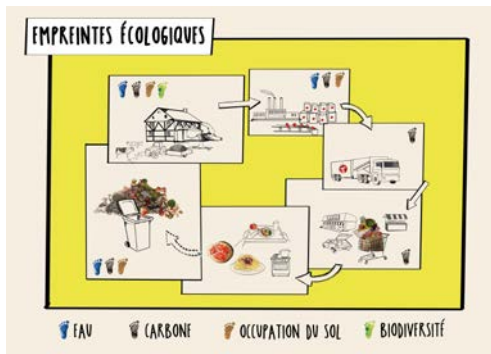 EMPREINTES ÉCOLOGIQUES
EAU
CARBONE
OCCUPATION DU SOL
BIODIVERSITÉ